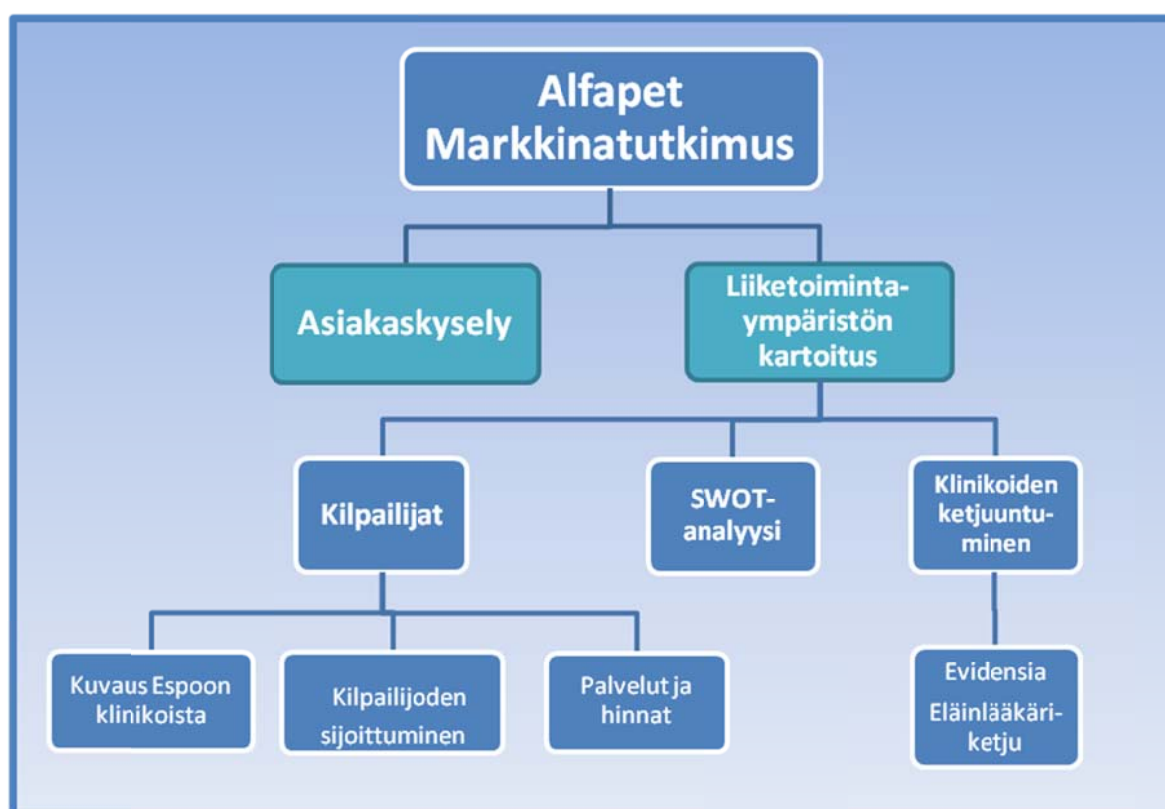 Alfapet
Markkinatutkimus
Asiakaskysely
Liiketoiminta-
ympäristön
kartoitus
Kilpailijat
SWOT-
analyysi
Klinikoiden
ketjuuntu-
minen
Kuvaus Espoon
klinikoista
Kilpailijoden
sijoittuminen
Palvelut ja
hinnat
Evidensia
Eläinlääkäri-
ketju